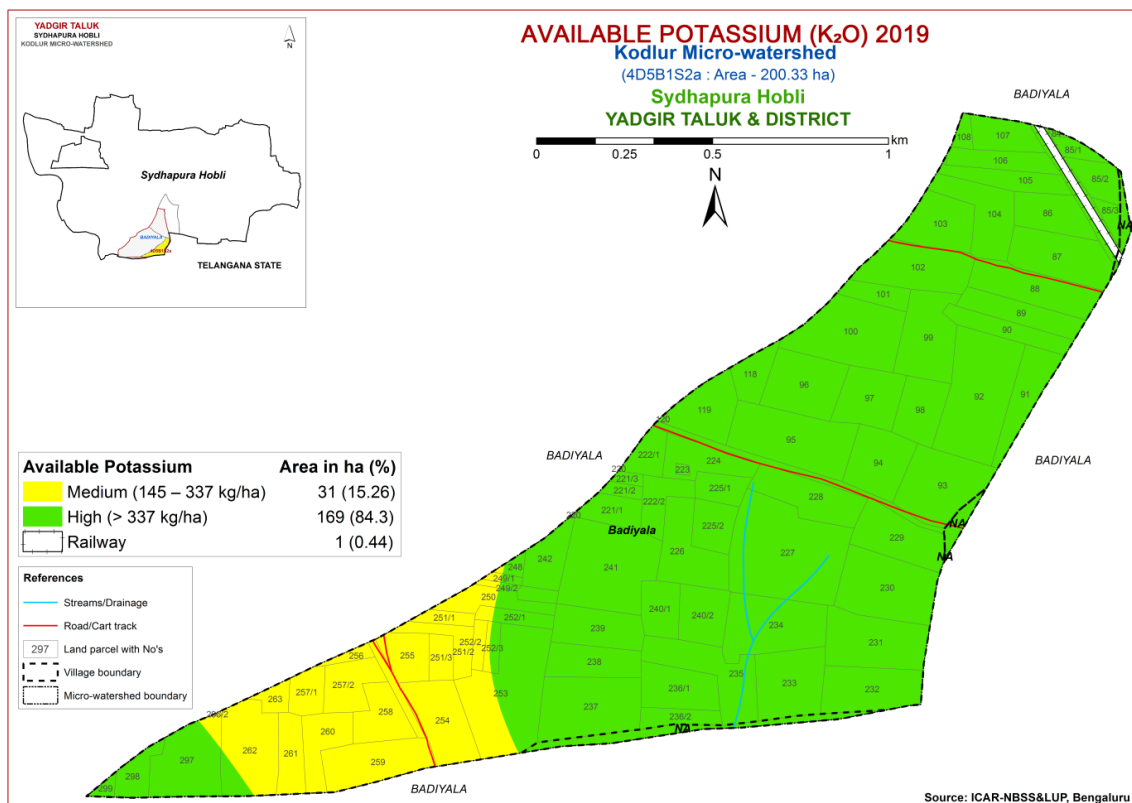 YADGIR TALUK
SYDHAPURA HOBLI
KODLUR MICRO-WATERSHED
N
Sydhapura Hobli
BADIYALA
4D5B1S2a
TELANGANA STATE
AVAILABLE POTASSIUM (K₂O) 2019
Kodlur Micro-watershed
(4D5B1S2a : Area - 200.33 ha)
Sydhapura Hobli
YADGIR TALUK & DISTRICT
0 0.25 0.5 1 km
N
BADIYALA
108 107 84 85/1
106 85/2
105
103 104 86 85/3
NA
102 87
101 88
89
100 99 90
118 96 97 98 92 91
120 119
95
BADIYALA
222/1 223 224 94
BADIYALA
220 221/3
221/2 222/2 225/1 228 93
221/1
225/2 NA
Badiyala 229
226 227 NA
242 241
248
249/1
249/2 230
250
251/1 252/1 240/1 240/2
239 234
252/2 231
256 255 251/3 251/2 252/3 238
257/1 257/2 235 233 232
263 253 236/1
258 254 237
260 236/2
NA
262 261 259
297
298
299
BADIYALA
Available Potassium Area in ha (%)
Medium (145 – 337 kg/ha) 31 (15.26)
High (> 337 kg/ha) 169 (84.3)
Railway 1 (0.44)
References
Streams/Drainage
Road/Cart track
297 Land parcel with No's
Village boundary
Micro-watershed boundary
Source: ICAR-NBSS&LUP, Bengaluru